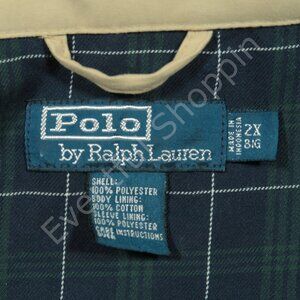 Polo
by Ralph Lauren
MADE IN
INDONESIA
2X
SHELL:
100% POLYESTER
BODY LINING:
100% COTTON
SLEEVE LINING:
100% POLYESTER
INSTRUCTIONS